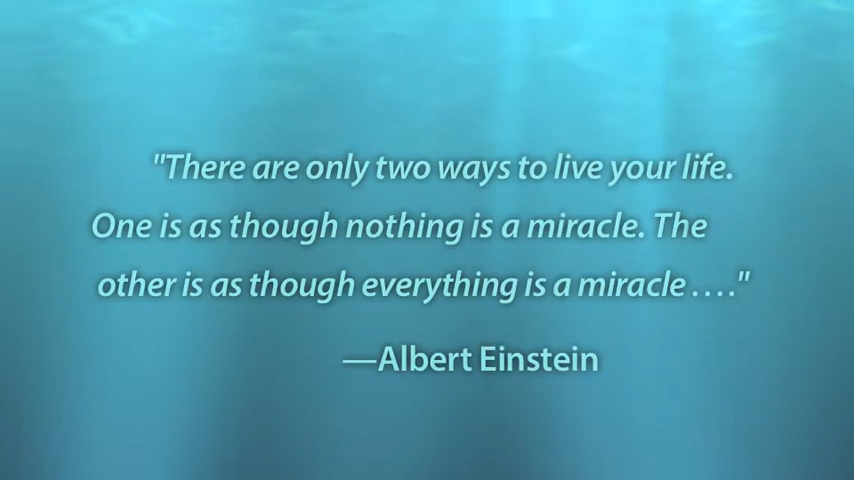 "There are only two ways to live your life.
One is as though nothing is a miracle. The
other is as though everything is a miracle . . . ."
—Albert Einstein